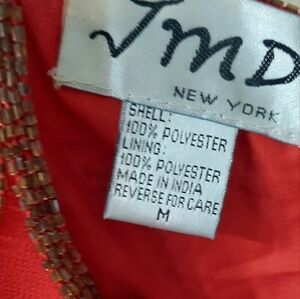 JMD
NEW YORK
SHELL:
100% POLYESTER
LINING:
100% POLYESTER
MADE IN INDIA
REVERSE FOR CARE
M